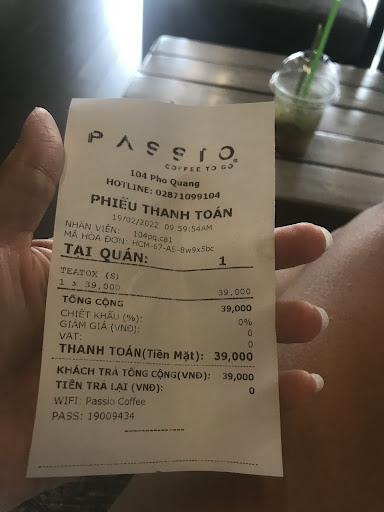 PASSIO
COFFEE TO GO
104 Pho Quang
HOTLINE: 02871099104
PHIẾU THANH TOÁN
19/02/2022 09:59:54AM
NHÂN VIÊN: 104pq.ca1
MÃ HÓA ĐƠN: HCM-67-A5-8w9x5bc
TẠI QUÁN: 1
TEATOX (S)
1 x 39,000 39,000
TỔNG CỘNG 39,000
CHIẾT KHẤU (%): 0%
GIẢM GIÁ (VNĐ): 0
VAT: 0
THANH TOÁN(Tiền Mặt): 39,000
KHÁCH TRẢ TỔNG CỘNG(VNĐ): 39,000
TIỀN TRẢ LẠI (VNĐ): 0
WIFI: Passio Coffee
PASS: 19009434